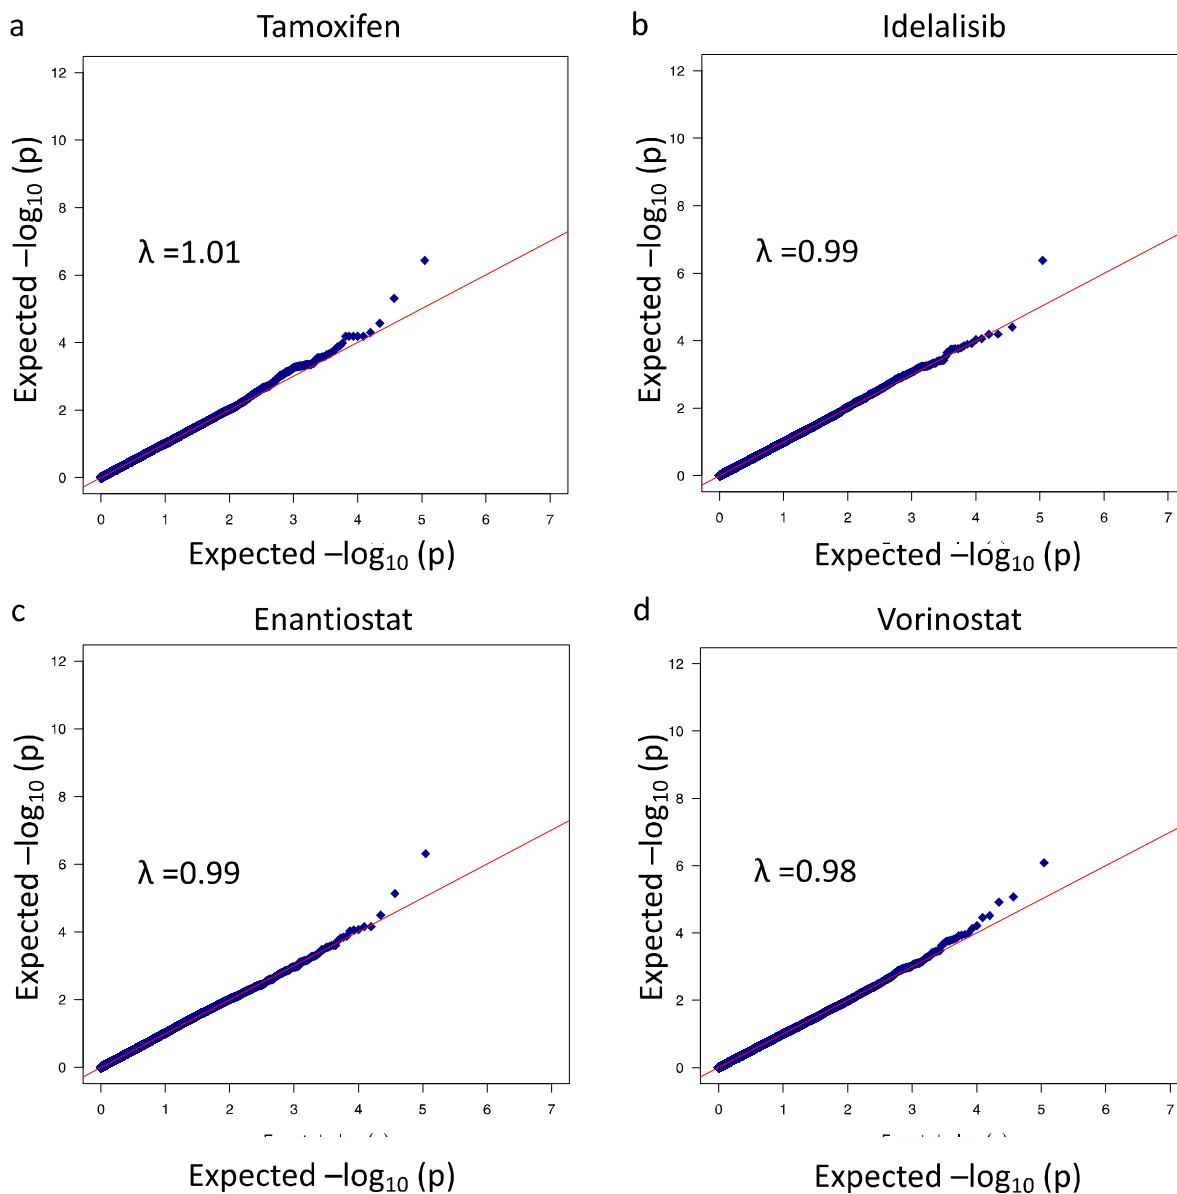 a
Tamoxifen
12
10
8
6
4
2
0
Expected –log10 (p)
λ =1.01
0 1 2 3 4 5 6 7
Expected –log10 (p)
b
Idelalisib
12
10
8
6
4
2
0
Expected –log10 (p)
λ =0.99
0 1 2 3 4 5 6 7
Expected –log10 (p)
c
Enantiostat
12
10
8
6
4
2
0
Expected –log10 (p)
λ =0.99
0 1 2 3 4 5 6 7
Expected –log10 (p)
d
Vorinostat
12
10
8
6
4
2
0
Expected –log10 (p)
λ =0.98
0 1 2 3 4 5 6 7
Expected –log10 (p)